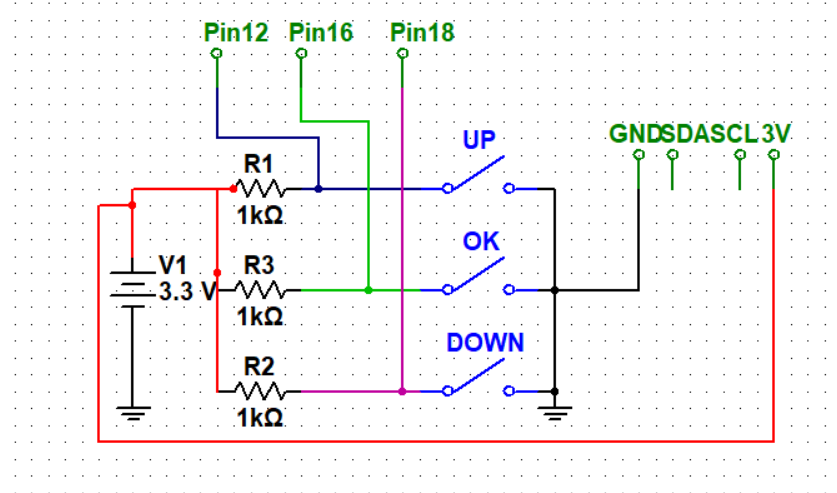 Pin12 Pin16 Pin18
UP
GND SDA SCL 3V
R1
1kΩ
OK
V1
3.3 V
R3
1kΩ
DOWN
R2
1kΩ